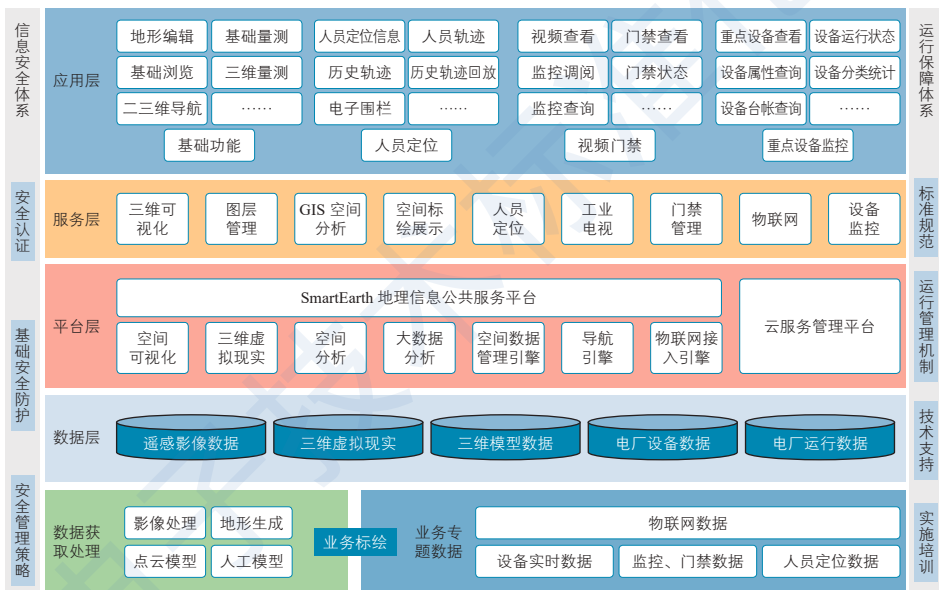 信息安全体系
安全认证
基础安全防护
安全管理策略
应用层
地形编辑 基础量测 人员定位信息 人员轨迹 视频查看 门禁查看 重点设备查看 设备运行状态
基础浏览 三维量测 历史轨迹 历史轨迹回放 监控调阅 门禁状态 设备属性查询 设备分类统计
二三维导航 …… 电子围栏 …… 监控查询 …… 设备台帐查询 ……
基础功能 人员定位 视频门禁 重点设备监控
服务层
三维可
视化
图层
管理
GIS 空间
分析
空间标
绘展示
人员
定位
工业
电视
门禁
管理
物联网
设备
监控
平台层
SmartEarth 地理信息公共服务平台
空间
可视化
三维虚
拟现实
空间
分析
大数据
分析
空间数据
管理引擎
导航
引擎
物联网接
入引擎
云服务管理平台
数据层
遥感影像数据 三维虚拟现实 三维模型数据 电厂设备数据 电厂运行数据
数据获
取处理
影像处理 地形生成
点云模型 人工模型
业务标绘
业务专
题数据
物联网数据
设备实时数据 监控、门禁数据 人员定位数据
运行保障体系
标准规范
运行管理机制
技术支持
实施培训